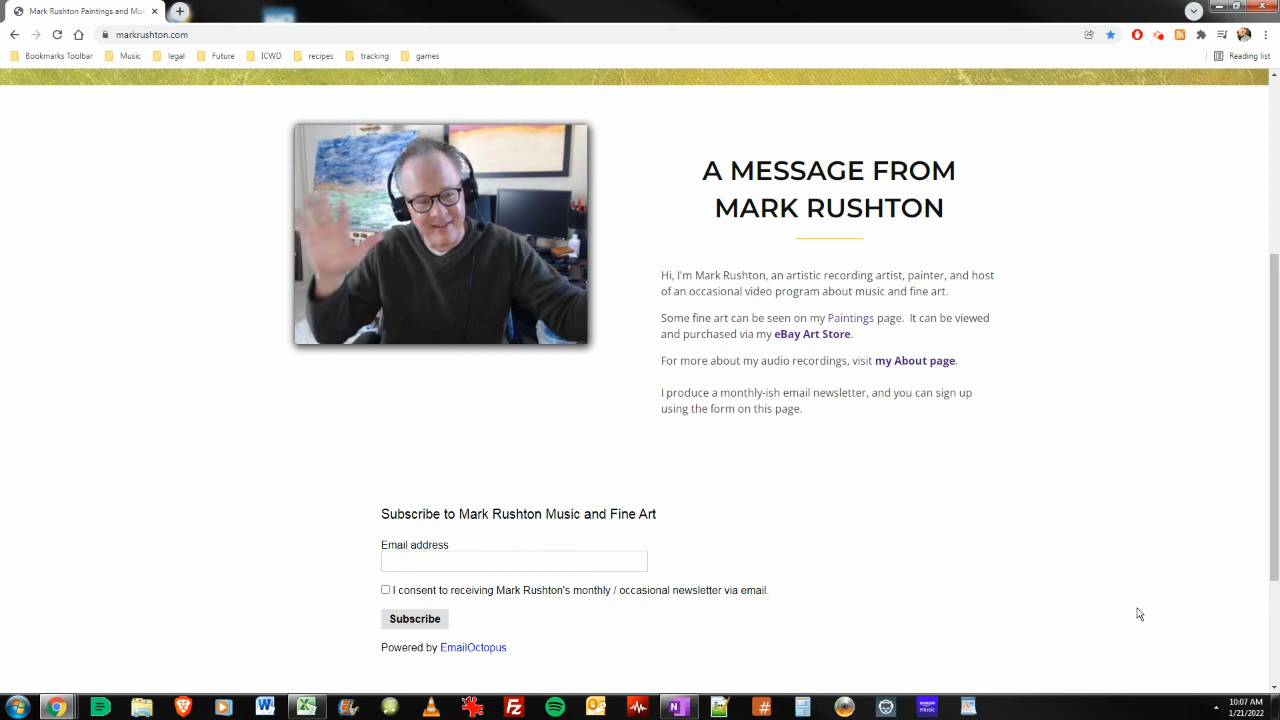 Mark Rushton Paintings and Mus
markrushton.com
Bookmarks Toolbar
Music
legal
Future
ICWD
recipes
tracking
games
Reading list
A MESSAGE FROM
MARK RUSHTON
Hi, I'm Mark Rushton, an artistic recording artist, painter, and host
of an occasional video program about music and fine art.
Some fine art can be seen on my Paintings page. It can be viewed
and purchased via my eBay Art Store.
For more about my audio recordings, visit my About page.
I produce a monthly-ish email newsletter, and you can sign up
using the form on this page.
Subscribe to Mark Rushton Music and Fine Art
Email address
I consent to receiving Mark Rushton's monthly / occasional newsletter via email.
Subscribe
Powered by EmailOctopus
amazon
music
10:07 AM
1/21/2022